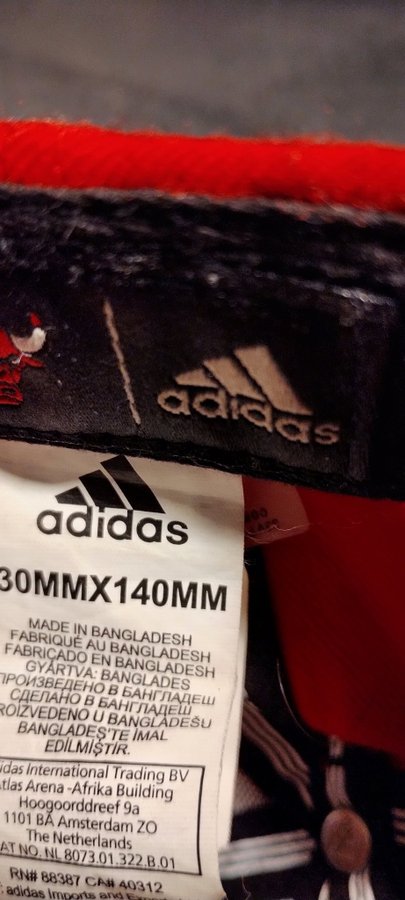 adidas
adidas
30MMX140MM
MADE IN BANGLADESH
FABRIQUÉ AU BANGLADESH
FABRICADO EN BANGLADESH
GYÁRTVA: BANGLADES
ПРОИЗВЕДЕНО В БАНГЛАДЕШ
СДЕЛАНО В БАНГЛАДЕШ
ROIZVEDENO U BANGLADEŠU
BANGLADEŞ'TE İMAL
EDİLMİŞTİR.
idas International Trading BV
tlas Arena -Afrika Building
Hoogoorddreef 9a
1101 BA Amsterdam ZO
The Netherlands
AT NO. NL 8073.01.322.B.01
RN# 88387 CA# 40312
: adidas Imports and